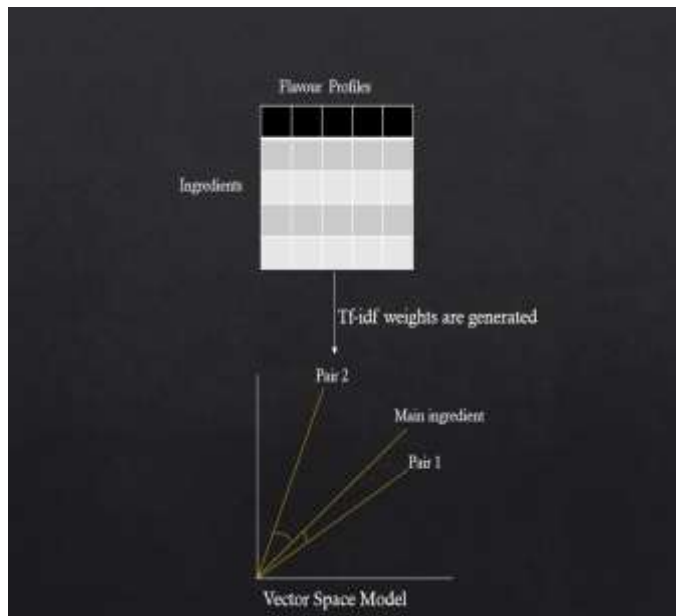 Flavour Profiles
Ingredients
Tf-idf weights are generated
Pair 2
Main ingredient
Pair 1
Vector Space Model